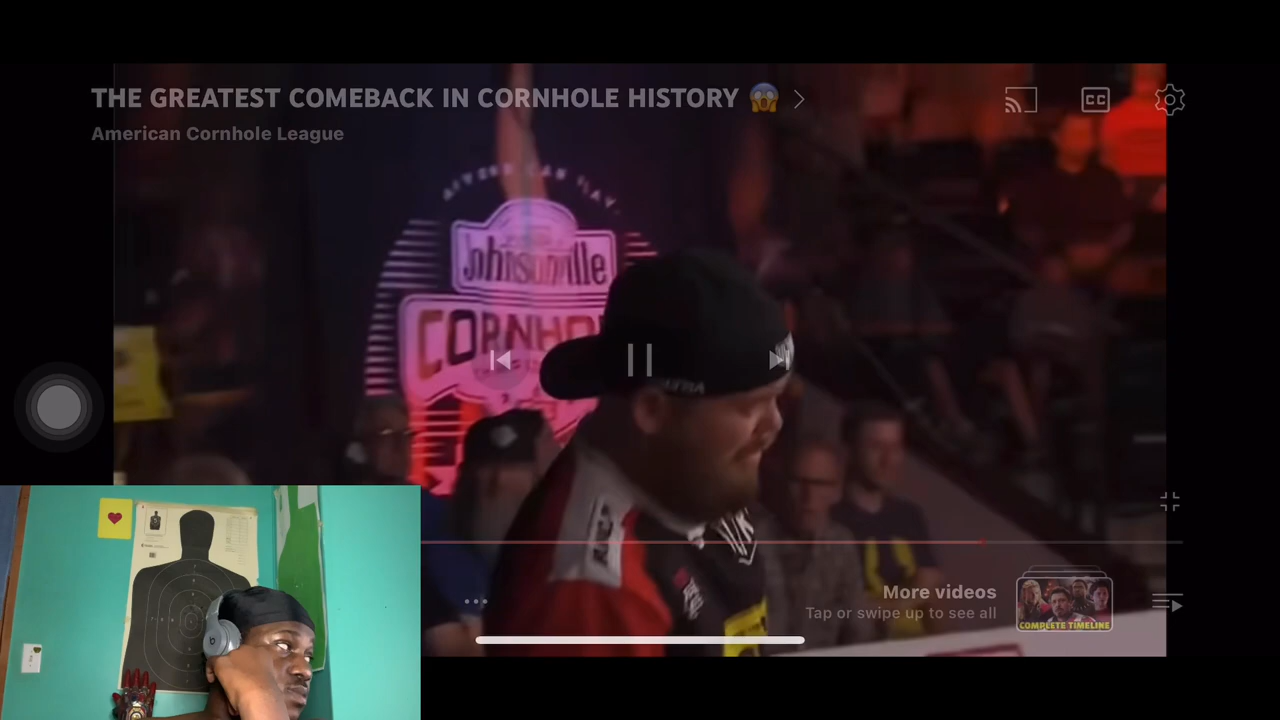 THE GREATEST COMEBACK IN CORNHOLE HISTORY 😱
American Cornhole League
CC
Johnsonville
CORNHO
More videos
Tap or swipe up to see all
COMPLETE TIMELINE